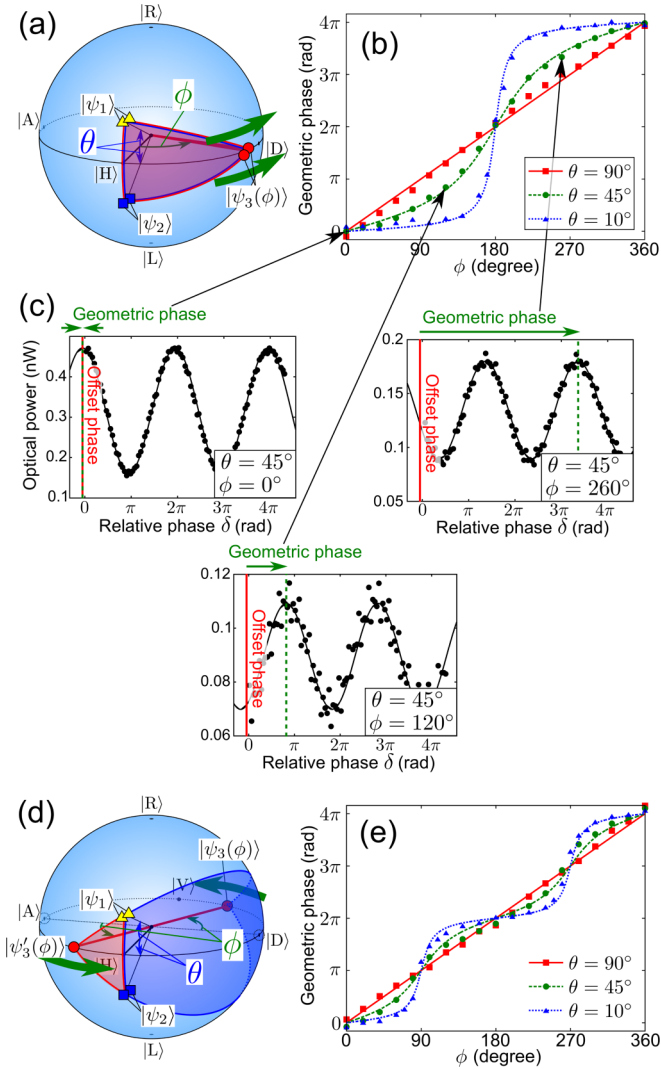 (a)
|R⟩
|ψ₁⟩
ϕ
|A⟩
θ
|D⟩
|H⟩
|ψ₃(ϕ)⟩
|ψ₂⟩
|L⟩
(b)
Geometric phase (rad)
4π
3π
2π
π
0
θ = 90°
θ = 45°
θ = 10°
0 90 180 270 360
ϕ (degree)
(c)
Geometric phase
Optical power (nW)
0.4
0.3
0.2
0.1
Offset phase
θ = 45°
ϕ = 0°
0 π 2π 3π 4π
Relative phase δ (rad)
Geometric phase
0.2
0.15
0.1
0.05
Offset phase
θ = 45°
ϕ = 260°
0 π 2π 3π 4π
Relative phase δ (rad)
Geometric phase
0.12
0.1
0.08
0.06
Offset phase
θ = 45°
ϕ = 120°
0 π 2π 3π 4π
Relative phase δ (rad)
(d)
|R⟩
|ψ₃(ϕ)⟩
|ψ₁⟩
|V⟩
|A⟩
ϕ
|D⟩
|ψ′₃(ϕ)⟩
|H⟩
θ
|ψ₂⟩
|L⟩
(e)
Geometric phase (rad)
4π
3π
2π
π
0
θ = 90°
θ = 45°
θ = 10°
0 90 180 270 360
ϕ (degree)